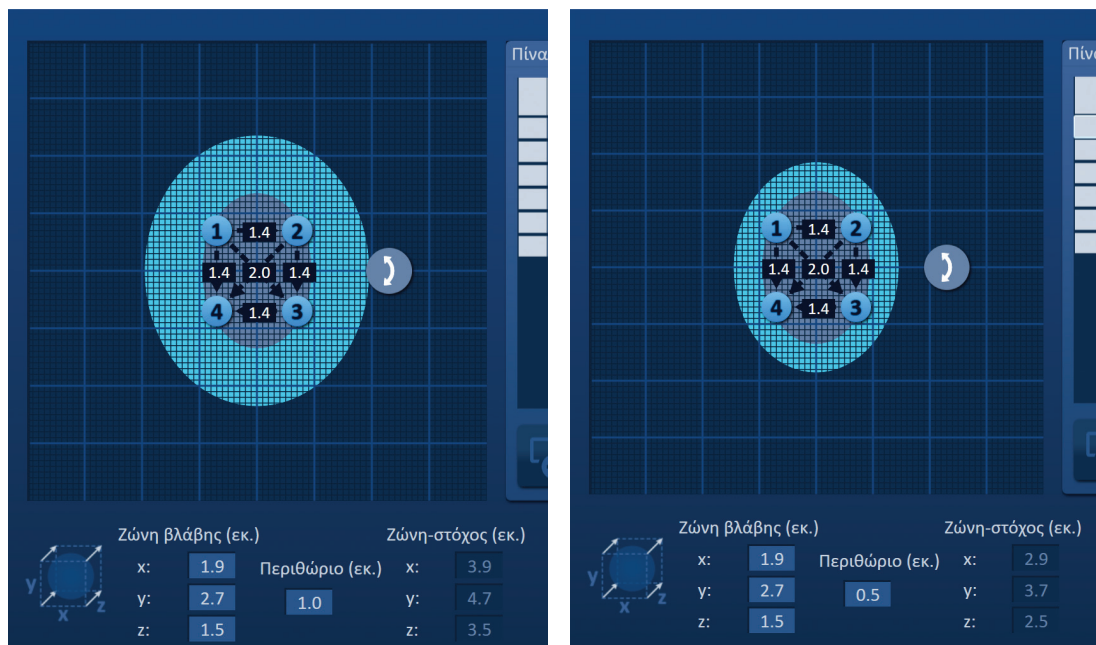 Πίνα
1 1.4 2
1.4 2.0 1.4
4 1.4 3
Ζώνη βλάβης (εκ.)
Ζώνη-στόχος (εκ.)
x: 1.9
Περιθώριο (εκ.)
x: 3.9
y: 2.7
1.0
y: 4.7
z: 1.5
z: 3.5
y
x
z
Πίνα
1 1.4 2
1.4 2.0 1.4
4 1.4 3
Ζώνη βλάβης (εκ.)
Ζώνη-στόχος (εκ.)
x: 1.9
Περιθώριο (εκ.)
x: 2.9
y: 2.7
0.5
y: 3.7
z: 1.5
z: 2.5
y
x
z